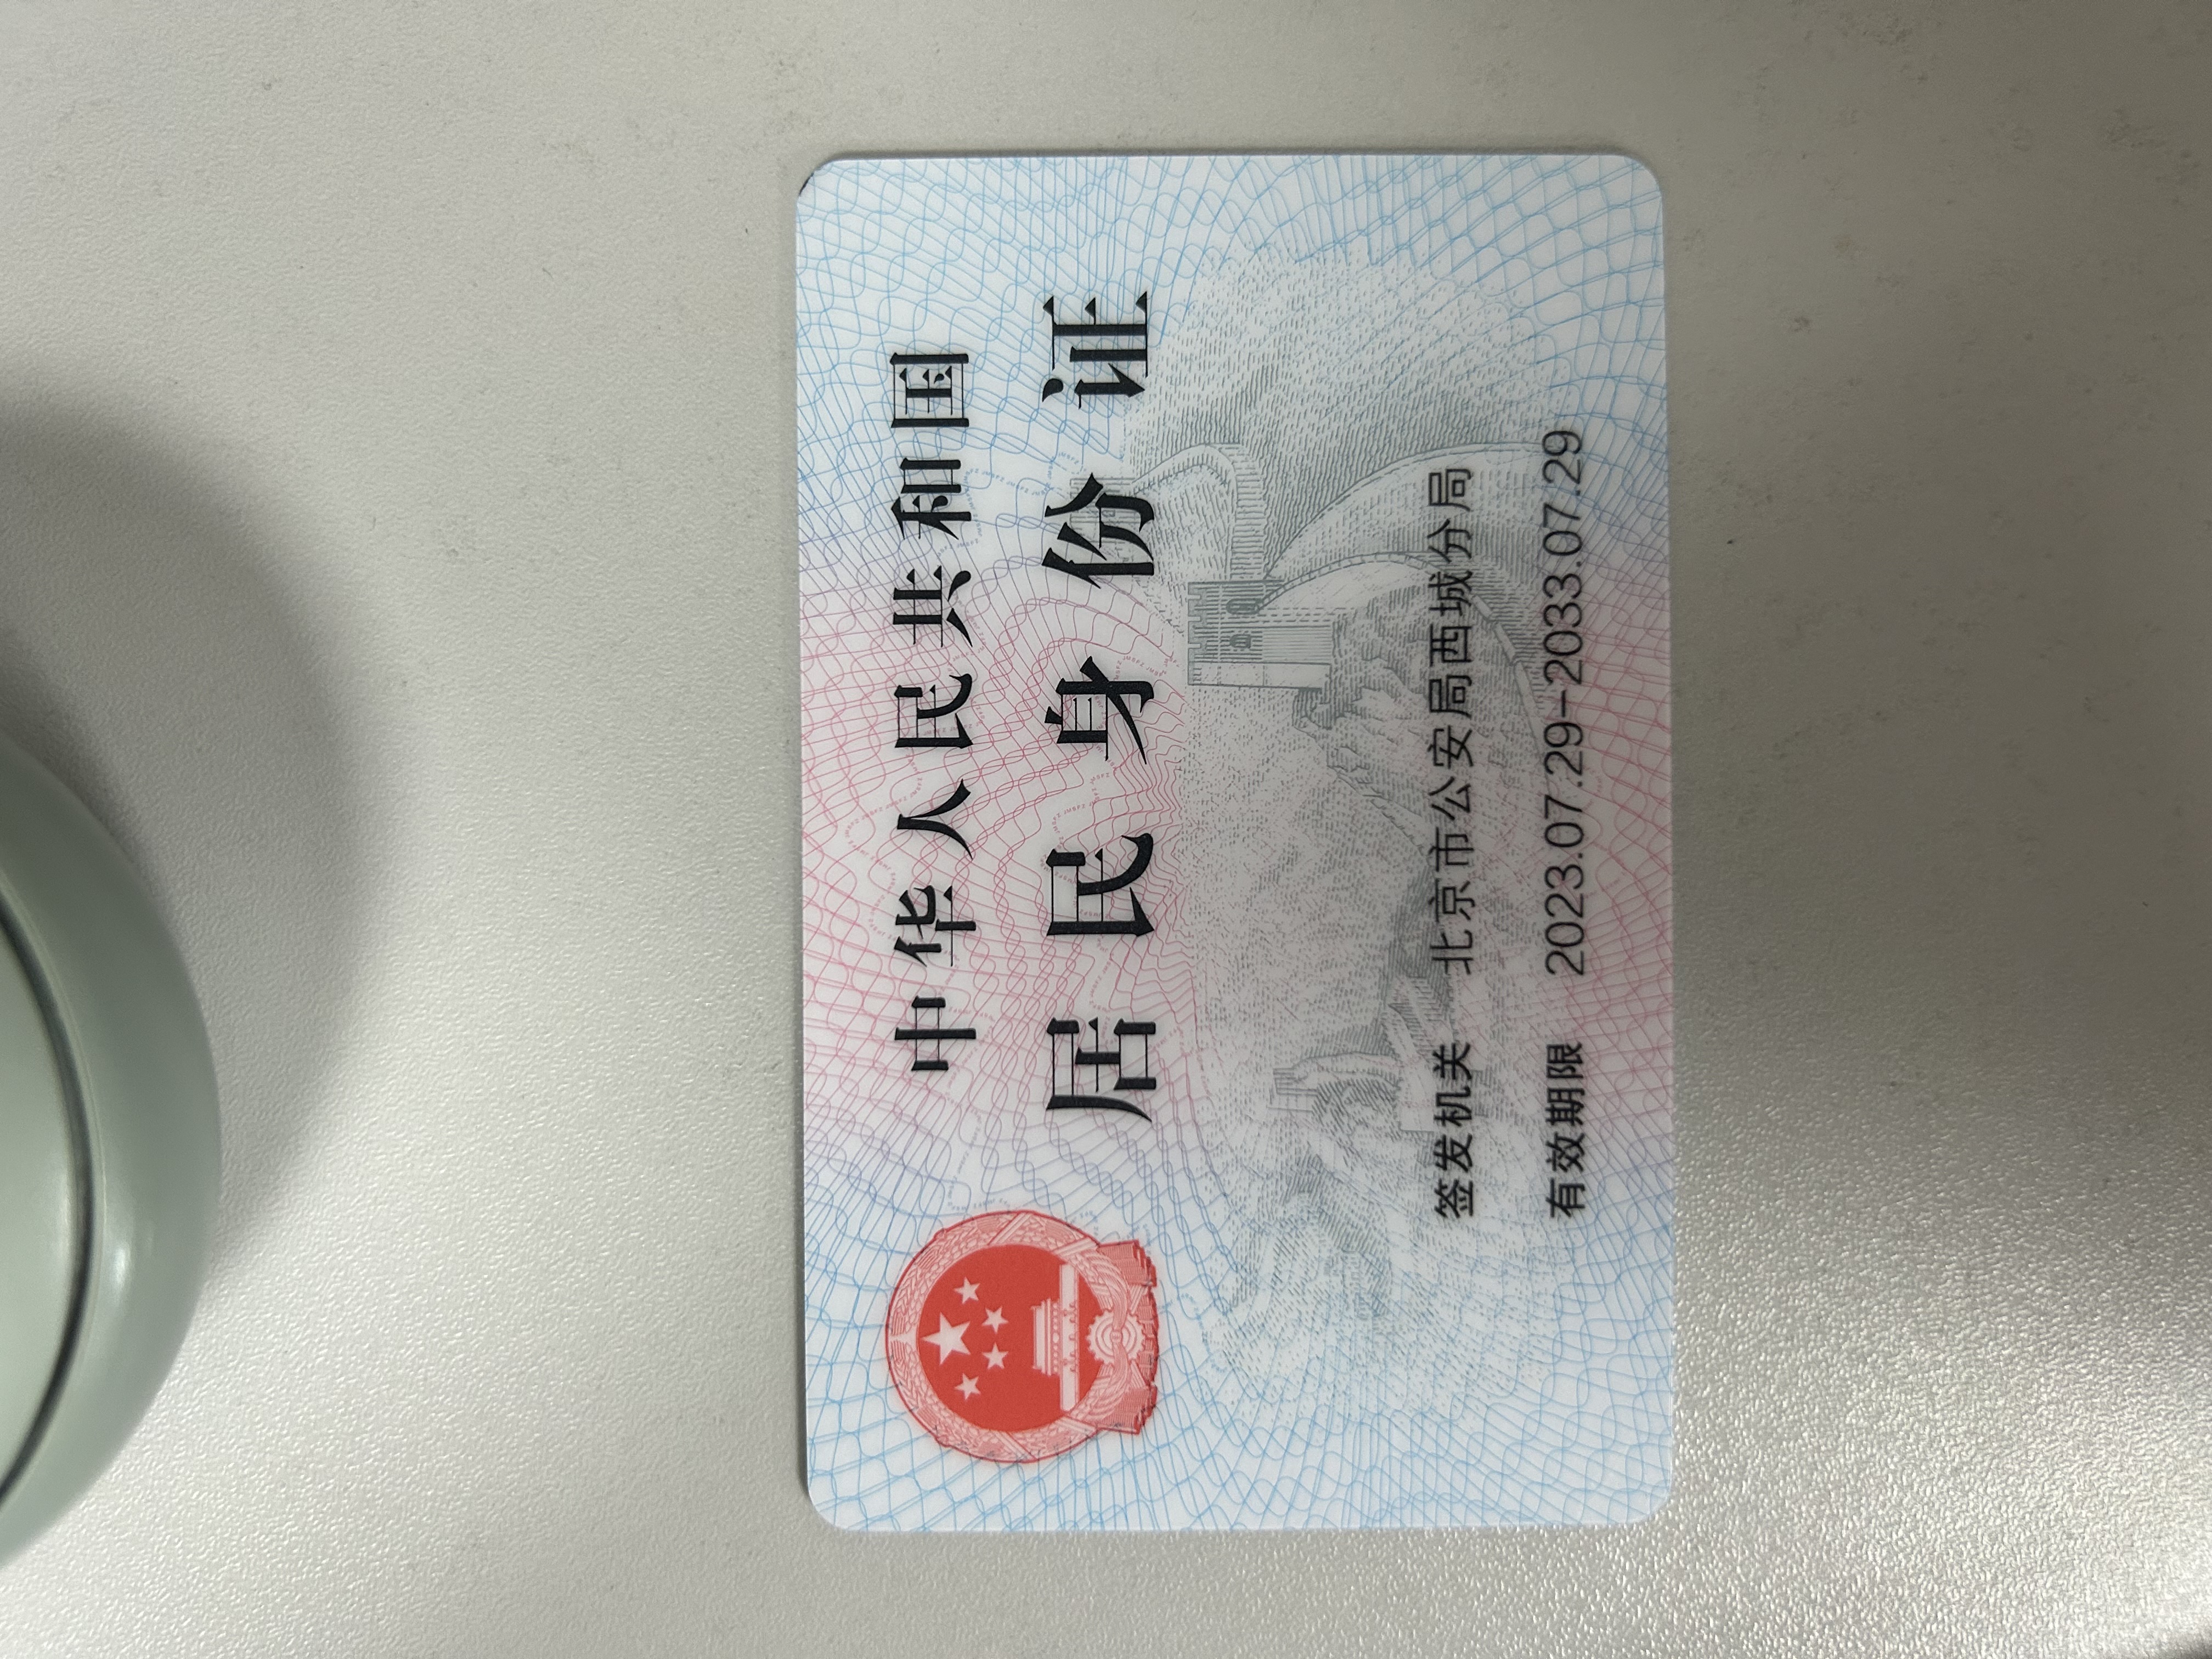 中华人民共和国
居民身份证
签发机关 北京市公安局西城分局
有效期限 2023.07.29-2033.07.29